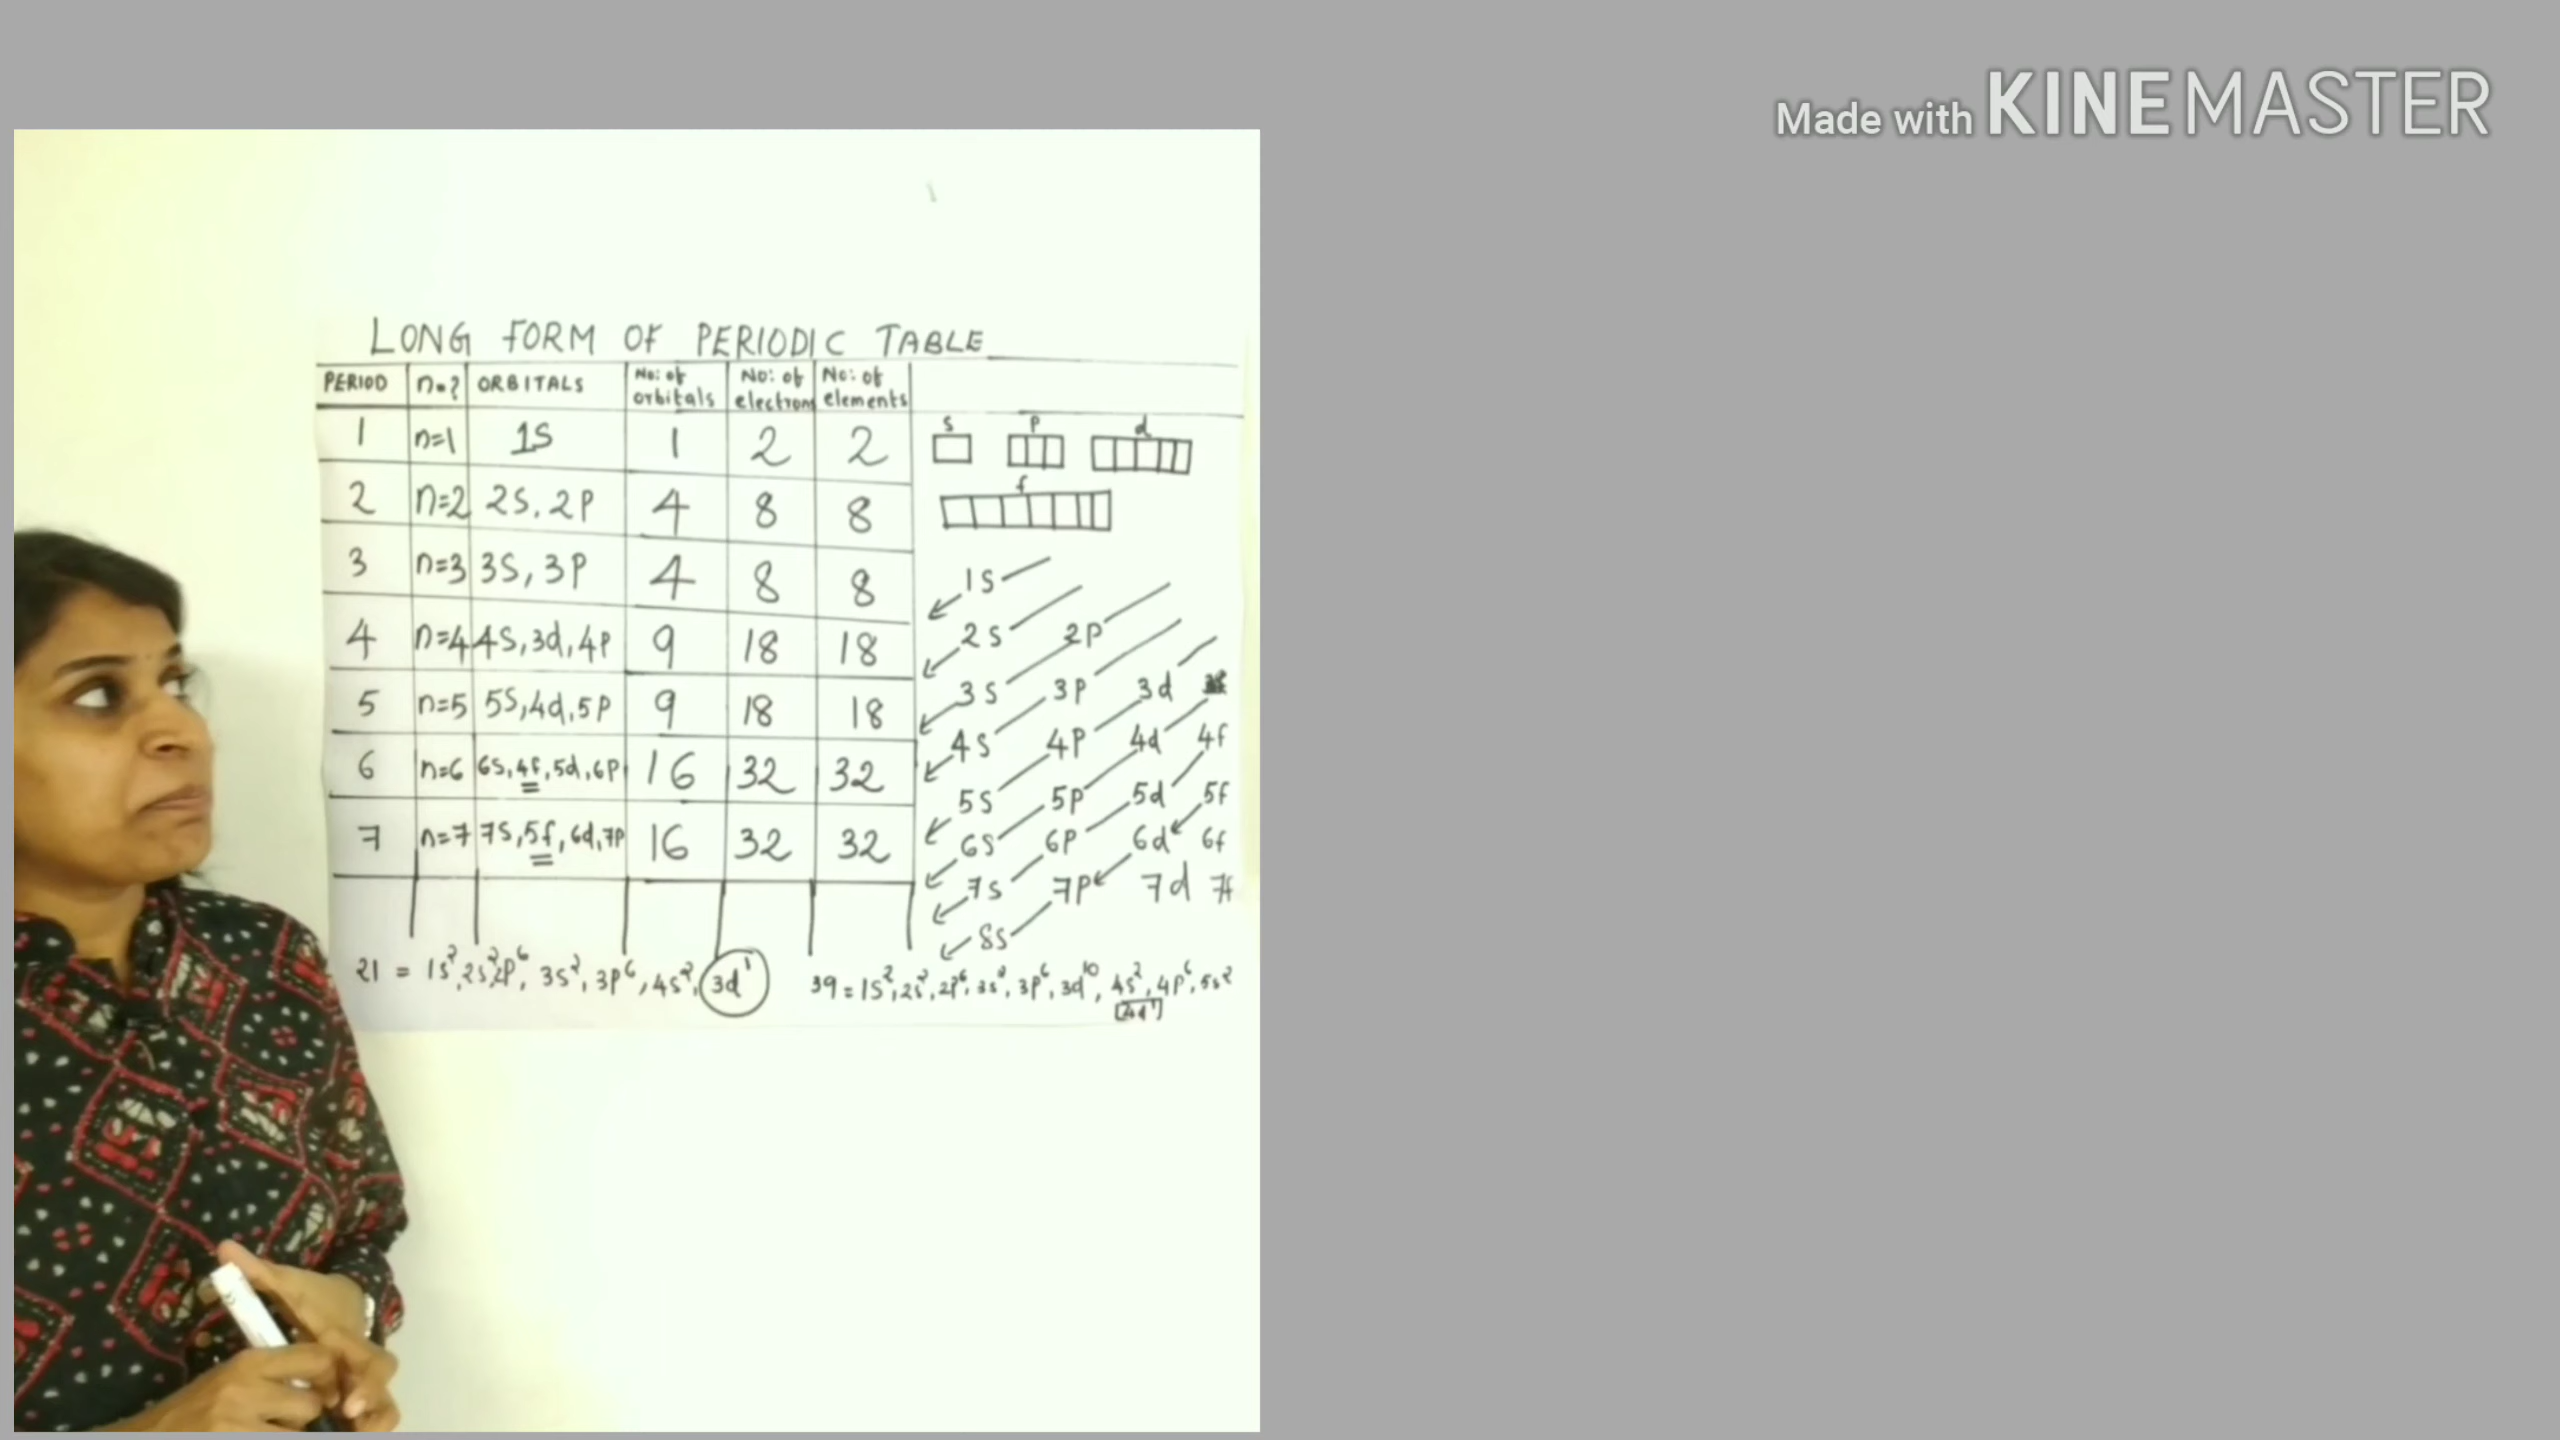 Made with KINEMASTER
LONG FORM OF PERIODIC TABLE
PERIOD n=? ORBITALS No: of orbitals No: of electrons No: of elements
1 n=1 1S 1 2 2
2 n=2 2S, 2P 4 8 8
3 n=3 3S, 3P 4 8 8
4 n=4 4S, 3d, 4P 9 18 18
5 n=5 5S, 4d, 5P 9 18 18
6 n=6 6S, 4f, 5d, 6P 16 32 32
7 n=7 7S, 5f, 6d, 7P 16 32 32
s p d
f
1S
2S 2P
3S 3P 3d
4S 4P 4d 4f
5S 5P 5d 5f
6S 6P 6d 6f
7S 7P 7d 7f
8S
21 = 1s², 2s², 2p⁶, 3s², 3p⁶, 4s², 3d¹
39 = 1s², 2s², 2p⁶, 3s², 3p⁶, 3d¹⁰, 4s², 4p⁶, 5s²
[4d¹]